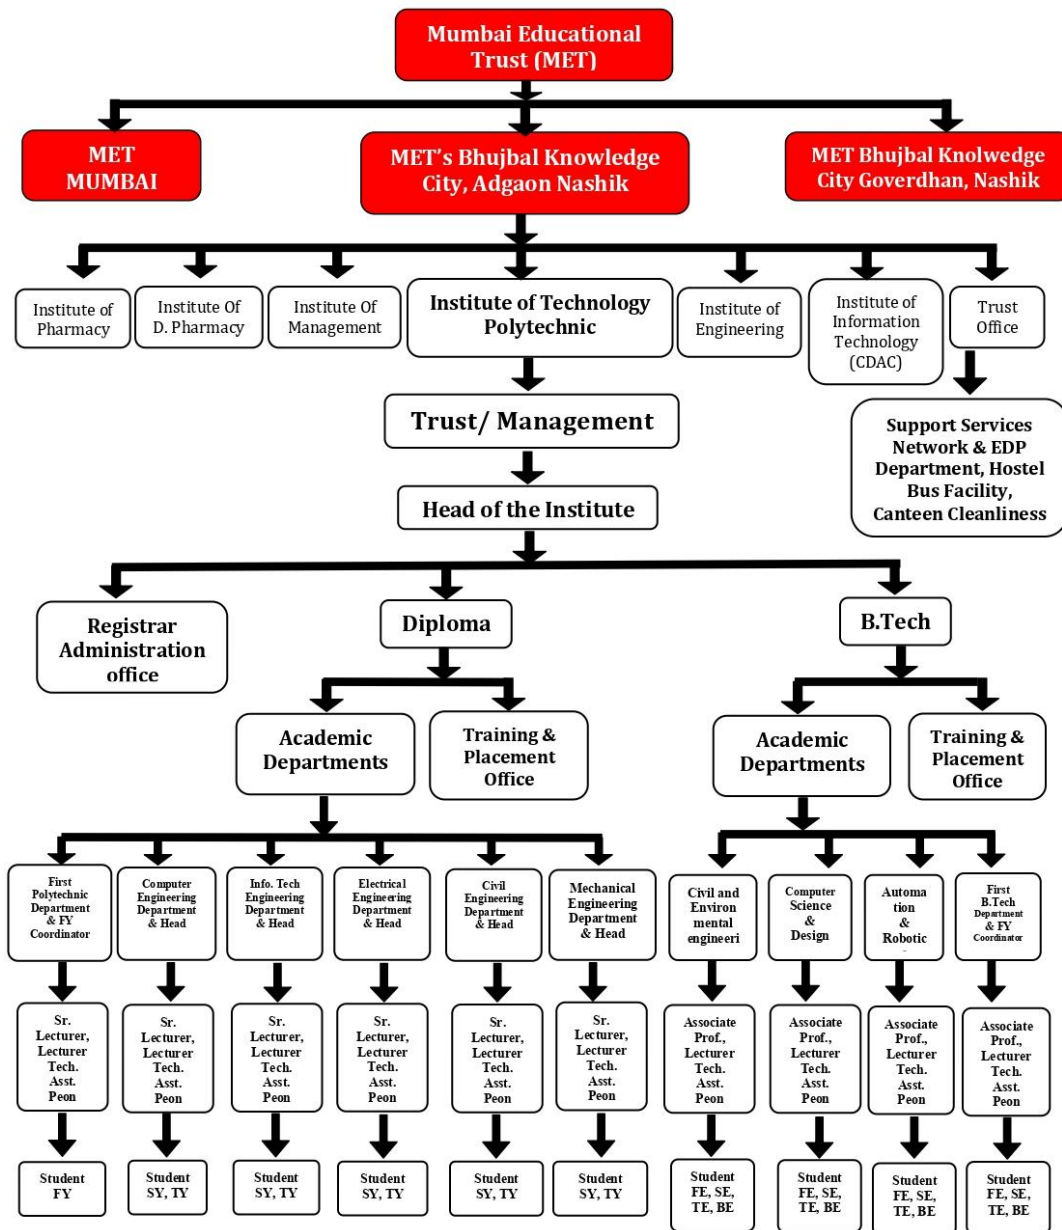 Mumbai Educational
Trust (MET)
MET
MUMBAI
MET's Bhujbal Knowledge
City, Adgaon Nashik
MET Bhujbal Knolwedge
City Goverdhan, Nashik
Institute of
Pharmacy
Institute Of
D. Pharmacy
Institute Of
Management
Institute of Technology
Polytechnic
Institute of
Engineering
Institute of
Information
Technology
(CDAC)
Trust
Office
Trust/ Management
Support Services
Network & EDP
Department, Hostel
Bus Facility,
Canteen Cleanliness
Head of the Institute
Registrar
Administration
office
Diploma
B.Tech
Academic
Departments
Training &
Placement
Office
Academic
Departments
Training &
Placement
Office
First
Polytechnic
Department
& FY
Coordinator
Computer
Engineering
Department
& Head
Info. Tech
Engineering
Department
& Head
Electrical
Engineering
Department
& Head
Civil
Engineering
Department
& Head
Mechanical
Engineering
Department
& Head
Civil and
Environ
mental
engineeri
Computer
Science
&
Design
Automa
tion
&
Robotic
First
B.Tech
Department
& FY
Coordinator
Sr.
Lecturer,
Lecturer
Tech.
Asst.
Peon
Sr.
Lecturer,
Lecturer
Tech.
Asst.
Peon
Sr.
Lecturer,
Lecturer
Tech.
Asst.
Peon
Sr.
Lecturer,
Lecturer
Tech.
Asst.
Peon
Sr.
Lecturer,
Lecturer
Tech.
Asst.
Peon
Sr.
Lecturer,
Lecturer
Tech.
Asst.
Peon
Associate
Prof.,
Lecturer
Tech.
Asst.
Peon
Associate
Prof.,
Lecturer
Tech.
Asst.
Peon
Associate
Prof.,
Lecturer
Tech.
Asst.
Peon
Associate
Prof.,
Lecturer
Tech.
Asst.
Peon
Student
FY
Student
SY, TY
Student
SY, TY
Student
SY, TY
Student
SY, TY
Student
SY, TY
Student
FE, SE,
TE, BE
Student
FE, SE,
TE, BE
Student
FE, SE,
TE, BE
Student
FE, SE,
TE, BE